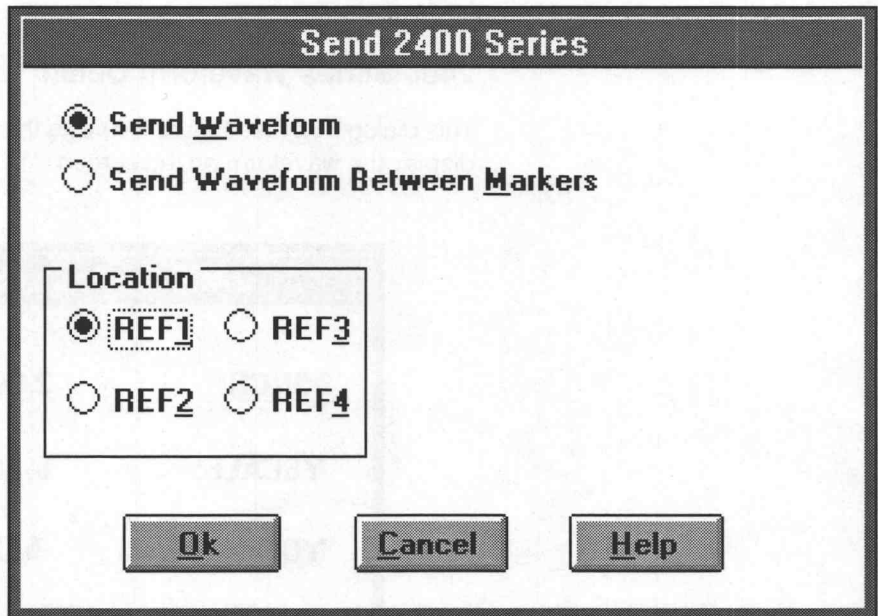 Send 2400 Series
Send Waveform
Send Waveform Between Markers
Location
REF1 REF3
REF2 REF4
Ok Cancel Help